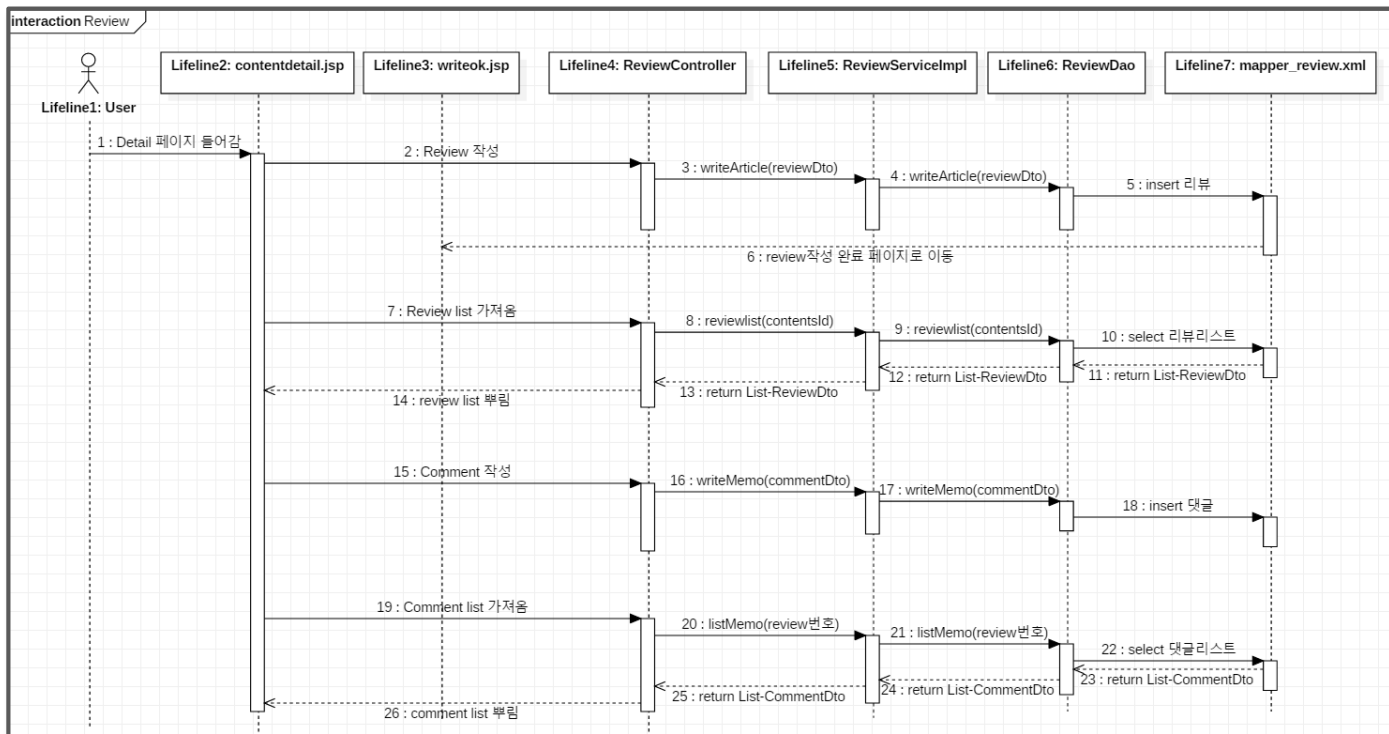 interaction Review
Lifeline1: User
Lifeline2: contentdetail.jsp
Lifeline3: writeok.jsp
Lifeline4: ReviewController
Lifeline5: ReviewServiceImpl
Lifeline6: ReviewDao
Lifeline7: mapper_review.xml
1 : Detail 페이지 들어감
2 : Review 작성
3 : writeArticle(reviewDto)
4 : writeArticle(reviewDto)
5 : insert 리뷰
6 : review작성 완료 페이지로 이동
7 : Review list 가져옴
8 : reviewlist(contentsId)
9 : reviewlist(contentsId)
10 : select 리뷰리스트
11 : return List-ReviewDto
12 : return List-ReviewDto
13 : return List-ReviewDto
14 : review list 뿌림
15 : Comment 작성
16 : writeMemo(commentDto)
17 : writeMemo(commentDto)
18 : insert 댓글
19 : Comment list 가져옴
20 : listMemo(review번호)
21 : listMemo(review번호)
22 : select 댓글리스트
23 : return List-CommentDto
24 : return List-CommentDto
25 : return List-CommentDto
26 : comment list 뿌림